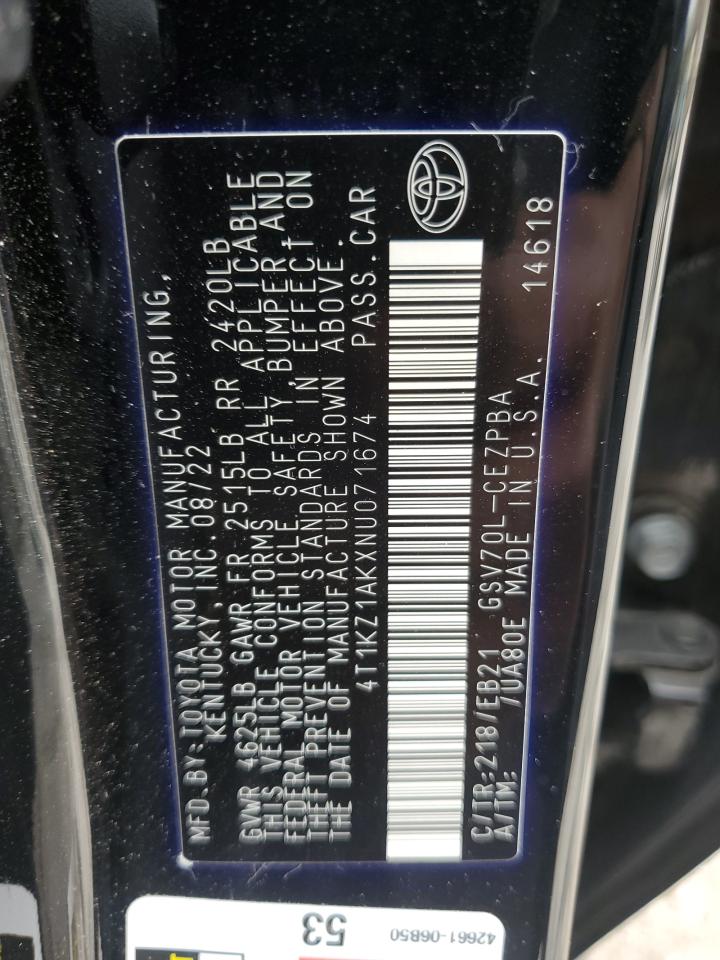 MFD.BY:TOYOTA MOTOR MANUFACTURING,
KENTUCKY, INC.08/22
GVWR 4625LB GAWR FR 2515LB RR 2420LB
THIS VEHICLE CONFORMS TO ALL APPLICABLE
FEDERAL MOTOR VEHICLE SAFETY, BUMPER, AND
THEFT PREVENTION STANDARDS IN EFFECT ON
THE DATE OF MANUFACTURE SHOWN ABOVE.
4T1KZ1AKXNU071674 PASS.CAR
C/TR:218/EB21 GSV70L-CEZPBA
A/TM: /UA80E MADE IN U.S.A. 14618
53
42661-06B50